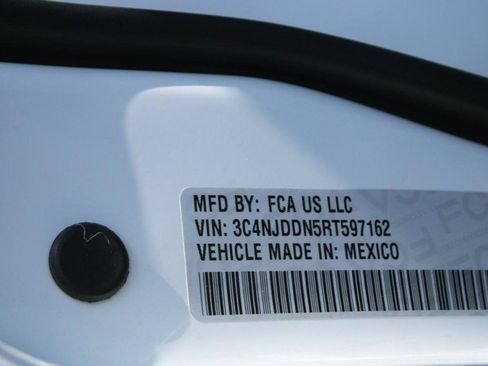 MFD BY: FCA US LLC
VIN: 3C4NJDDN5RT597162
VEHICLE MADE IN: MEXICO